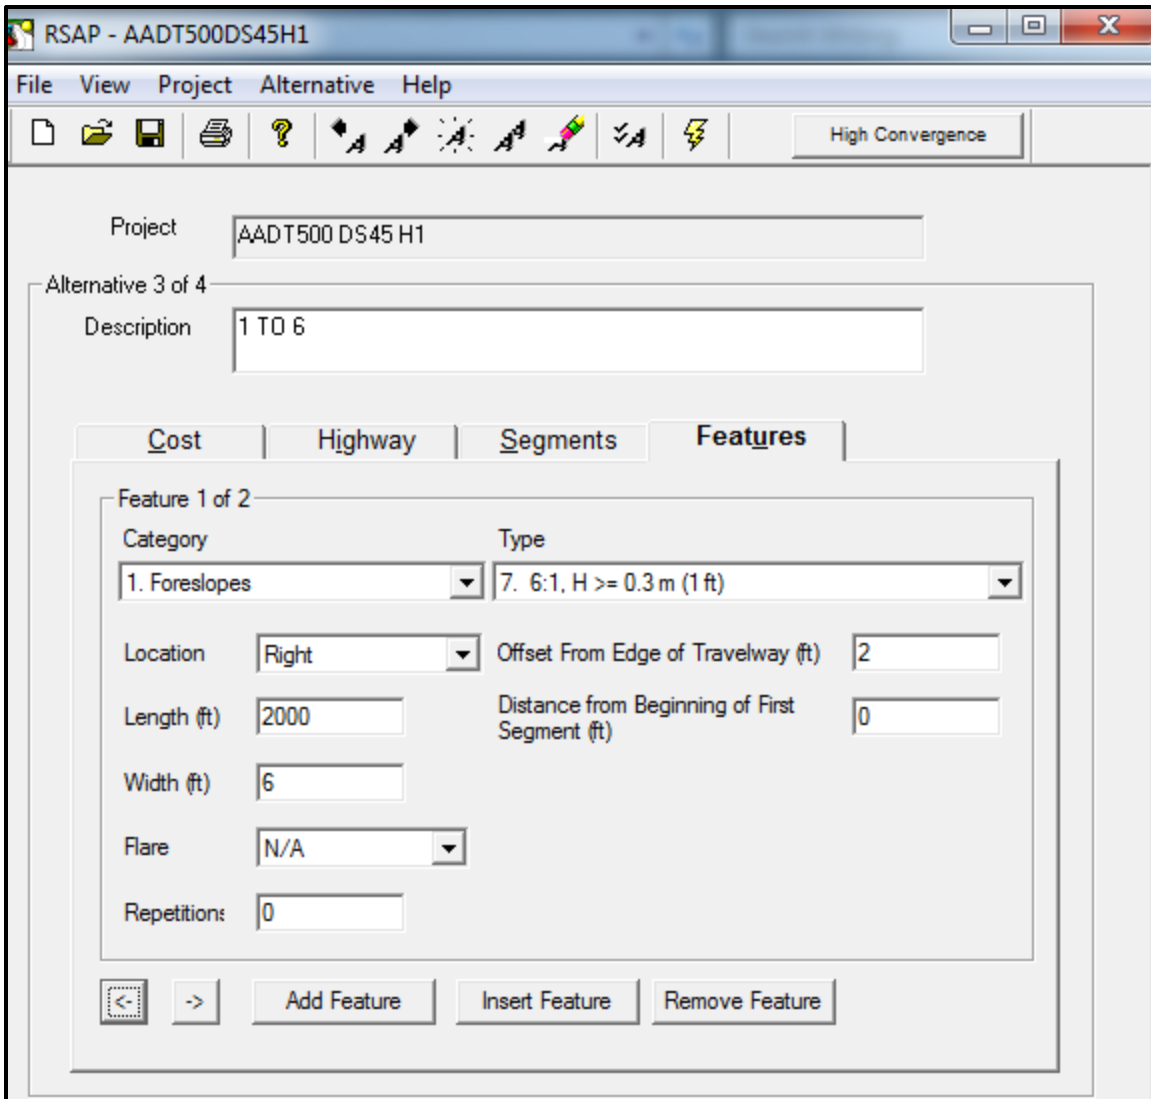 RSAP - AADT500DS45H1
File View Project Alternative Help
High Convergence
Project AADT500 DS45 H1
Alternative 3 of 4
Description 1 TO 6
Cost Highway Segments Features
Feature 1 of 2
Category Type
1. Foreslopes 7. 6:1, H >= 0.3 m (1 ft)
Location Right Offset From Edge of Travelway (ft) 2
Length (ft) 2000 Distance from Beginning of First
Segment (ft) 0
Width (ft) 6
Flare N/A
Repetitions 0
<- -> Add Feature Insert Feature Remove Feature